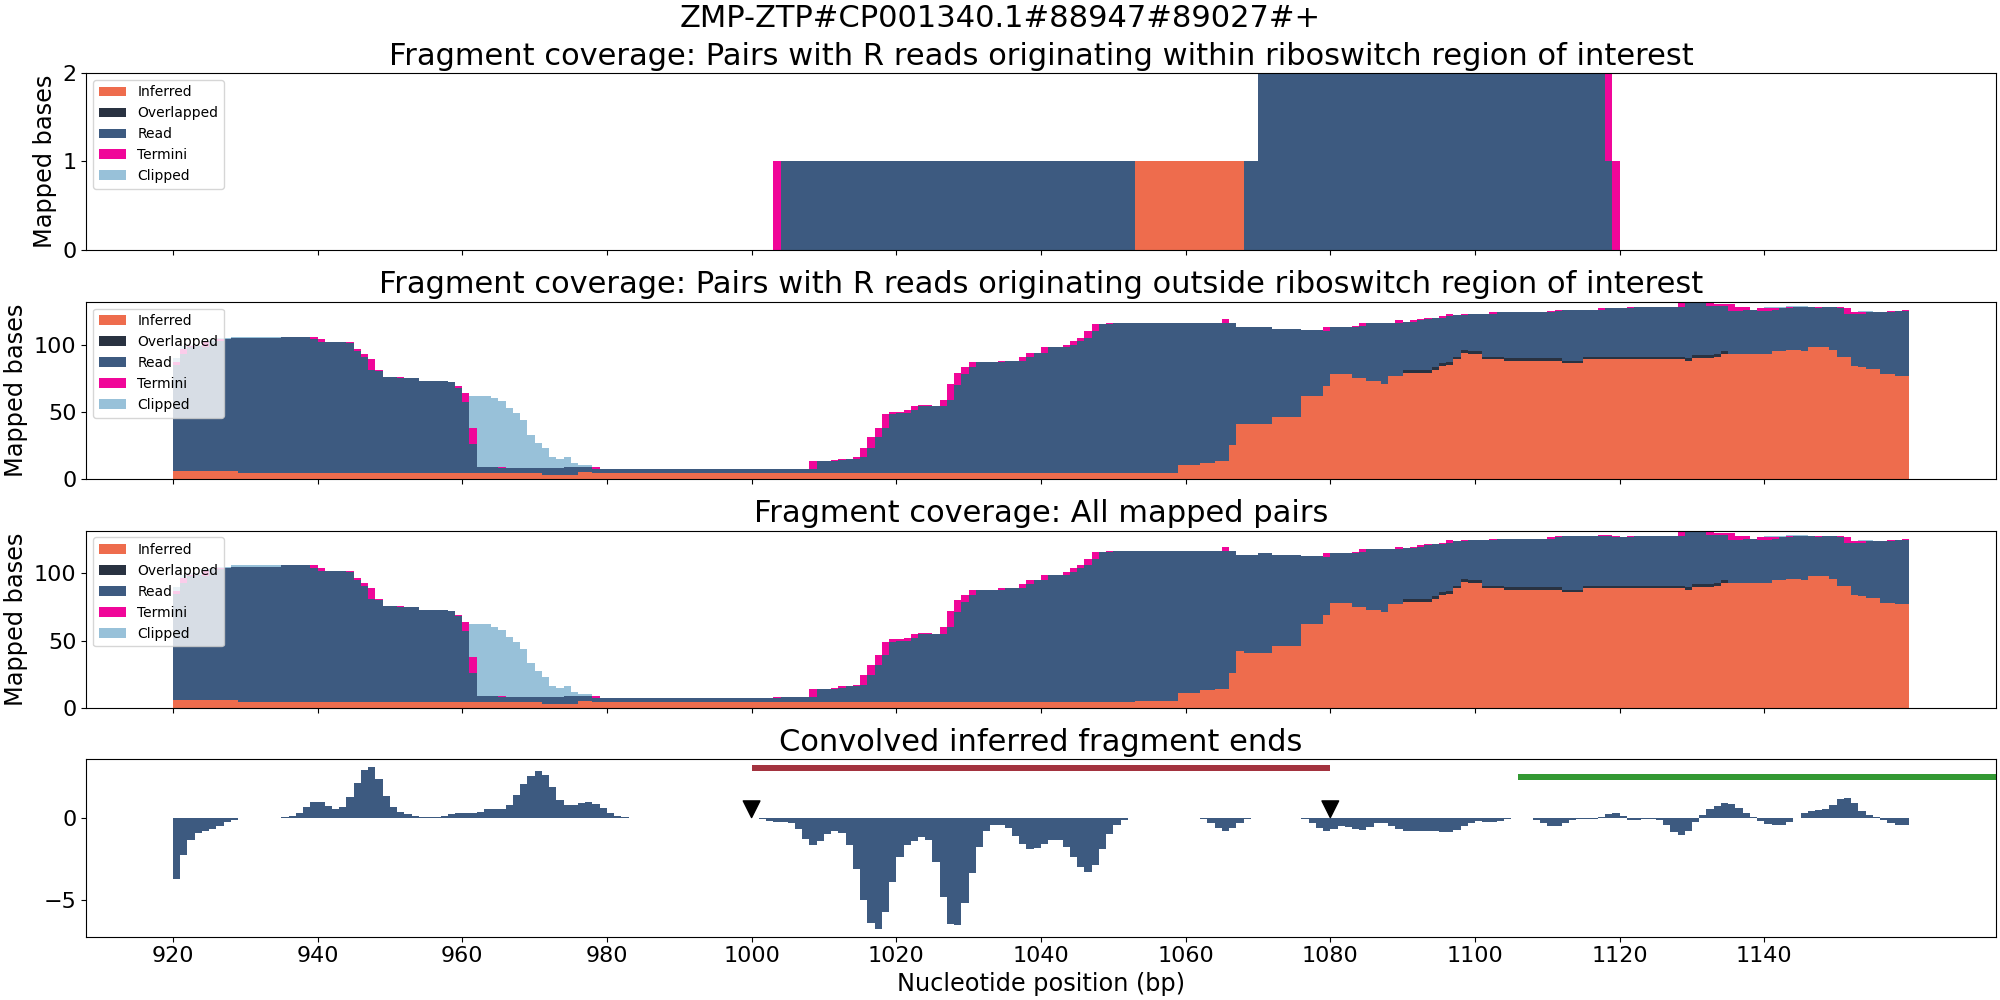 ZMP-ZTP#CP001340.1#88947#89027#+
Fragment coverage: Pairs with R reads originating within riboswitch region of interest
Mapped bases
2
1
0
Inferred
Overlapped
Read
Termini
Clipped
Fragment coverage: Pairs with R reads originating outside riboswitch region of interest
Mapped bases
100
50
0
Inferred
Overlapped
Read
Termini
Clipped
Fragment coverage: All mapped pairs
Mapped bases
100
50
0
Inferred
Overlapped
Read
Termini
Clipped
Convolved inferred fragment ends
0
−5
920 940 960 980 1000 1020 1040 1060 1080 1100 1120 1140
Nucleotide position (bp)